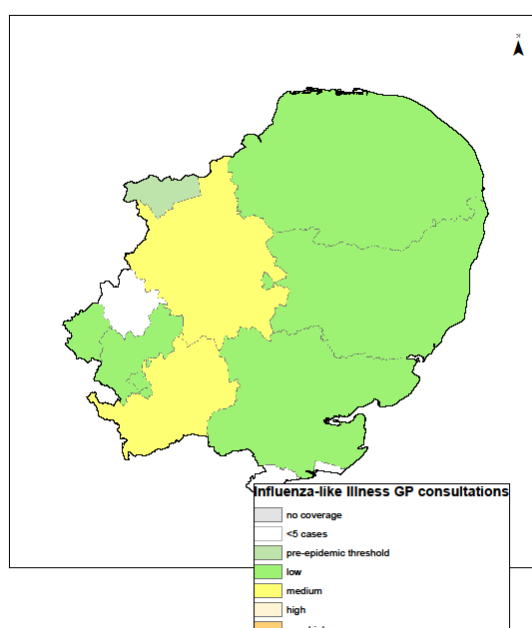 N
Influenza-like Illness GP consultations
no coverage
<5 cases
pre-epidemic threshold
low
medium
high